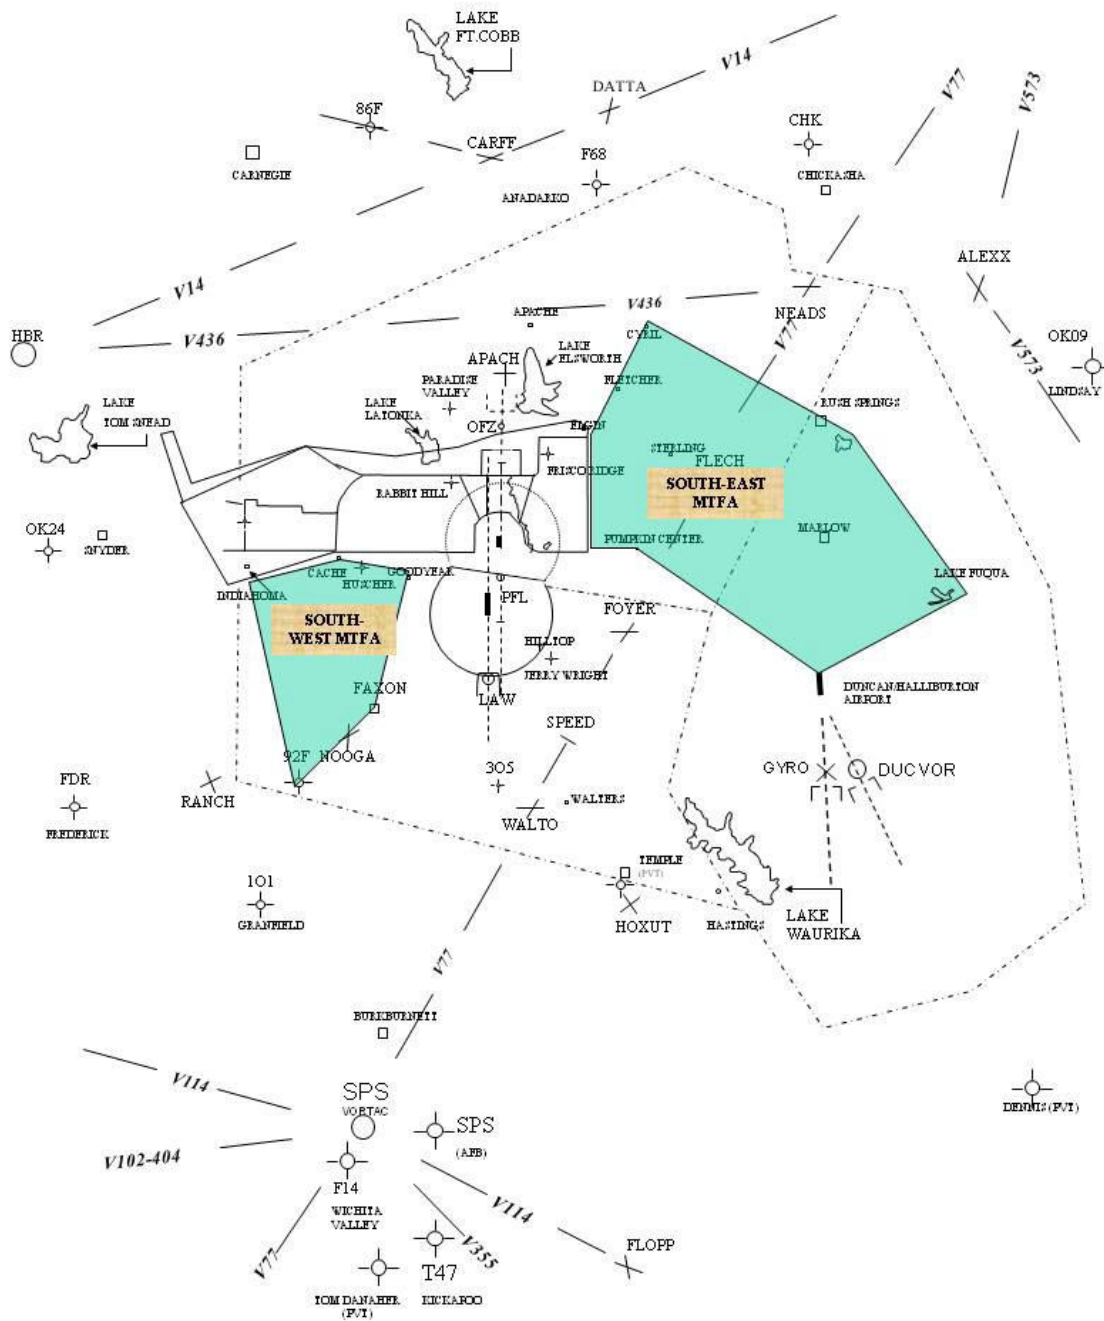 LAKE
FT.COBB
V14
V77
V573
DATTA
86F
CHK
CARFF
F68
CARNEGIE
CHICKASHA
ANADARKO
ALEXX
V14
V436
NEADS
HBR
V436
APACHE
CYRIL
V77
OK09
LAKE
ELSWORTH
APACH
V573
LINDSAY
PARADISE
VALLEY
FLETCHER
LAKE
TOM SNEAD
LAKE
LATONKA
RUSH SPRINGS
OFZ
ELGIN
STERLING
FLECH
FRISCO RIDGE
SOUTH-EAST
MTFA
RABBIT HILL
OK24
SNYDER
MARLOW
PUMPKIN CENTER
CACHE
GOODYEAR
LAKE FUQUA
HUSCHER
INDIAHOMA
PFL
FOYER
SOUTH-
WEST MTFA
HILLTOP
JERRY WRIGHT
FAXON
LAW
DUNCAN/HALLIBURTON
AIRPORT
SPEED
92F NOOGA
305
GYRO
DUC VOR
FDR
RANCH
WALTERS
WALTO
FREDERICK
TEMPLE
(PVT)
1O1
GRANFIELD
HOXUT
HASTINGS
LAKE
WAURIKA
V77
BURKBURNETT
V114
SPS
VORTAC
SPS
(AFB)
DENNIS (PVT)
V102-404
F14
WICHITA
VALLEY
V114
V77
V355
FLOPP
T47
TOM DANAHER
(PVT)
KICKAPOO